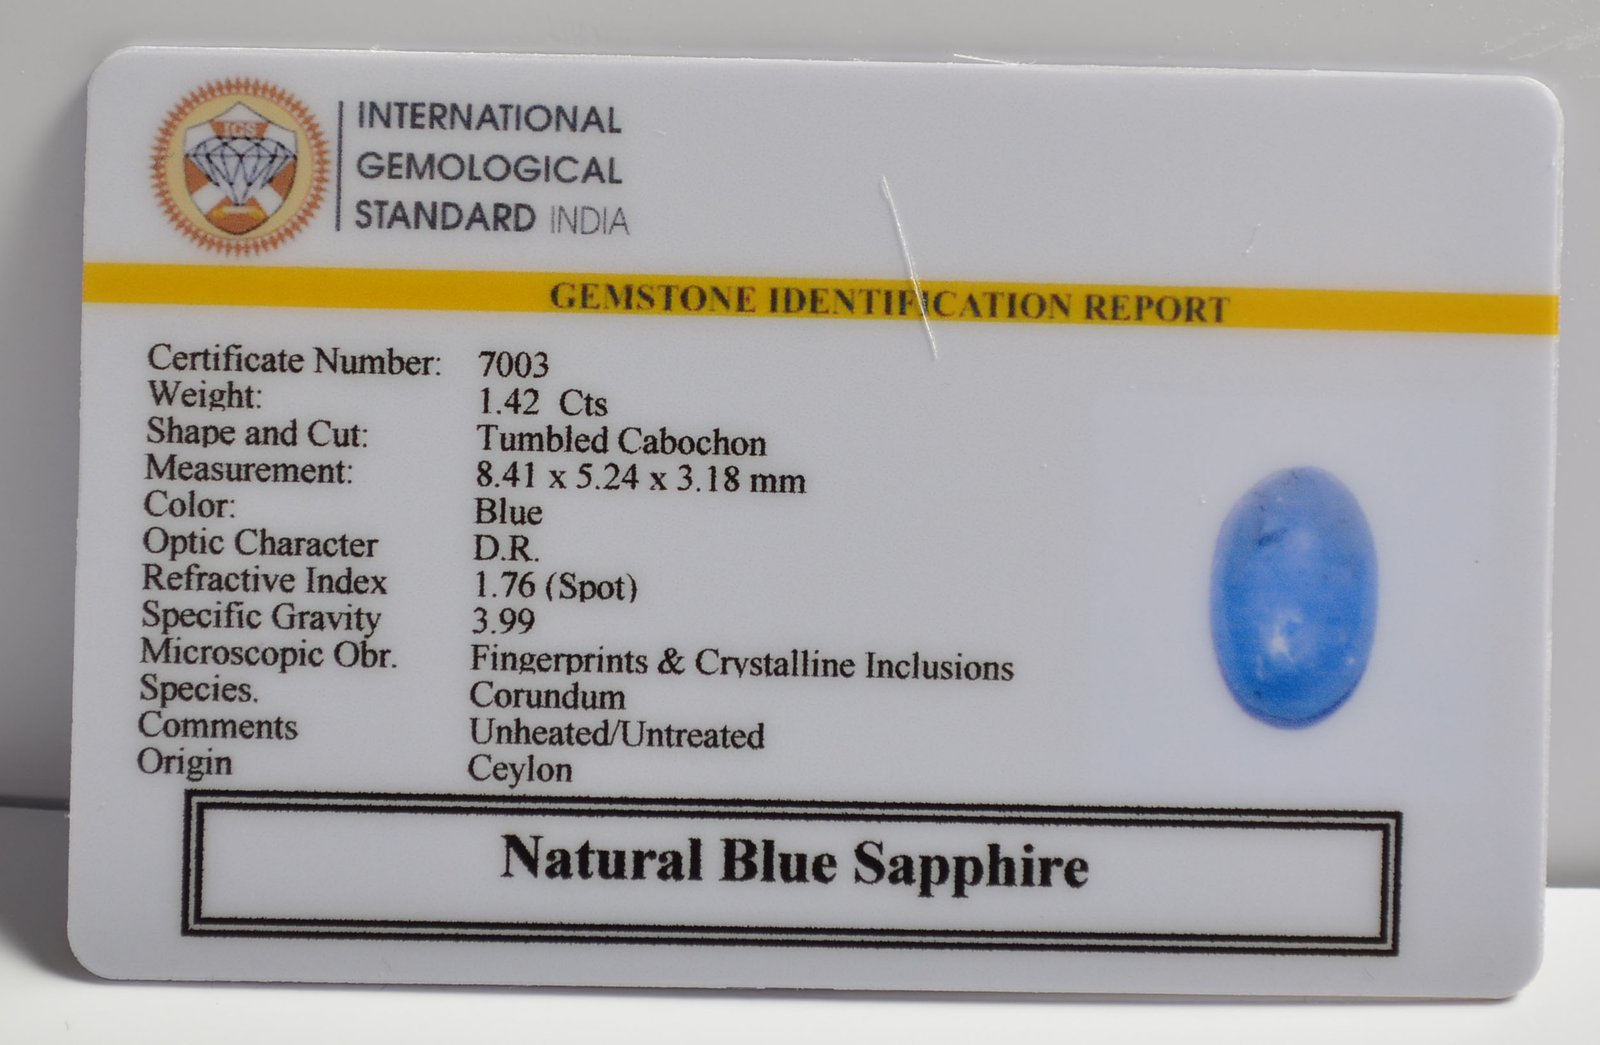 IGS
INTERNATIONAL
GEMOLOGICAL
STANDARD INDIA
GEMSTONE IDENTIFICATION REPORT
Certificate Number: 7003
Weight: 1.42 Cts
Shape and Cut: Tumbled Cabochon
Measurement: 8.41 x 5.24 x 3.18 mm
Color: Blue
Optic Character D.R.
Refractive Index 1.76 (Spot)
Specific Gravity 3.99
Microscopic Obr. Fingerprints & Crystalline Inclusions
Species. Corundum
Comments Unheated/Untreated
Origin Ceylon
Natural Blue Sapphire